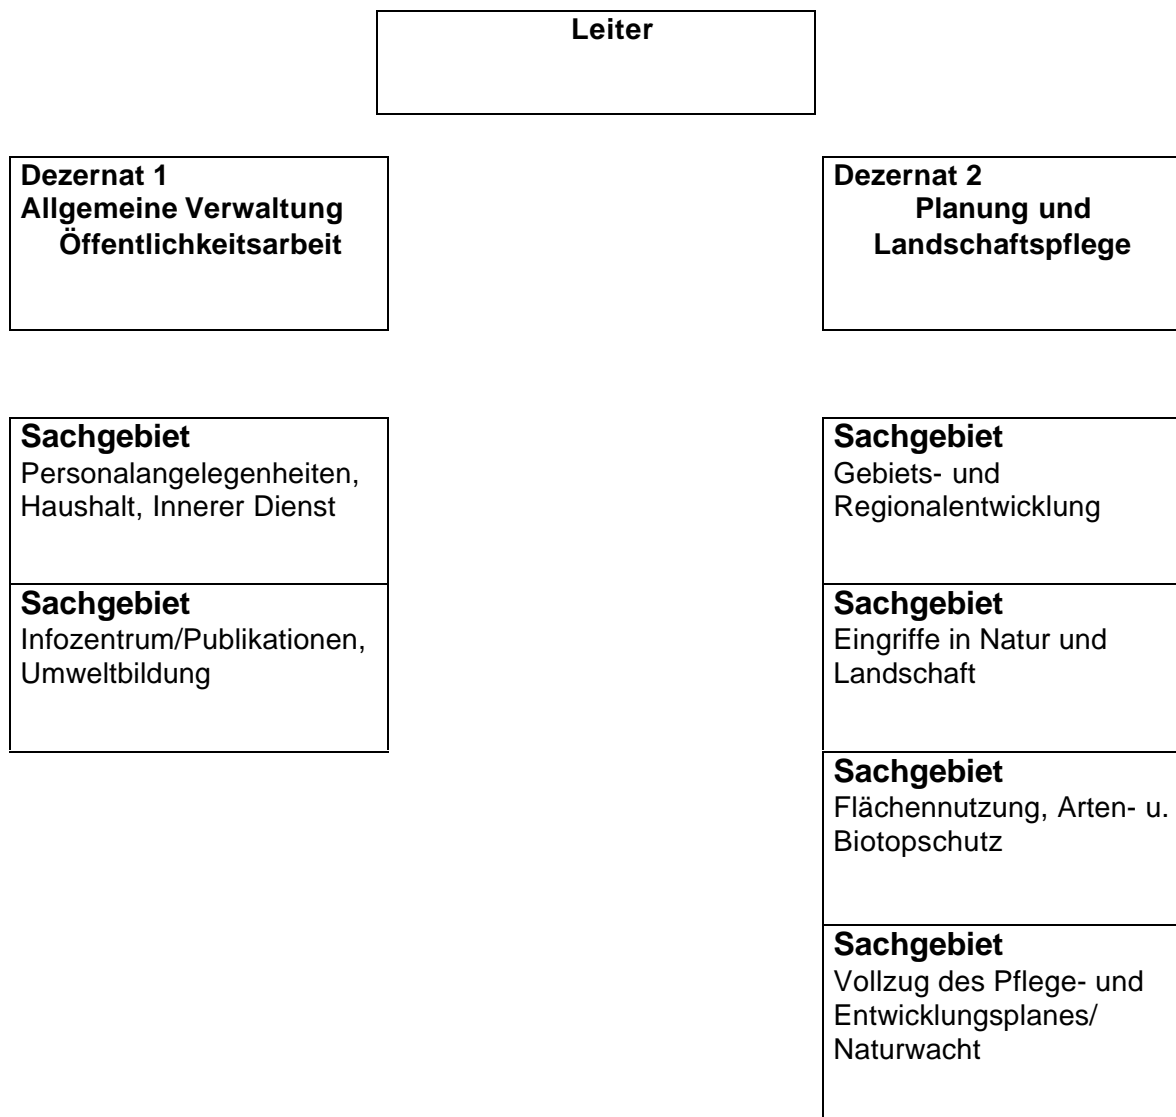 Leiter
Dezernat 1
Allgemeine Verwaltung
Öffentlichkeitsarbeit
Dezernat 2
Planung und
Landschaftspflege
Sachgebiet
Personalangelegenheiten,
Haushalt, Innerer Dienst
Sachgebiet
Infozentrum/Publikationen,
Umweltbildung
Sachgebiet
Gebiets- und
Regionalentwicklung
Sachgebiet
Eingriffe in Natur und
Landschaft
Sachgebiet
Flächennutzung, Arten- u.
Biotopschutz
Sachgebiet
Vollzug des Pflege- und
Entwicklungsplanes/
Naturwacht